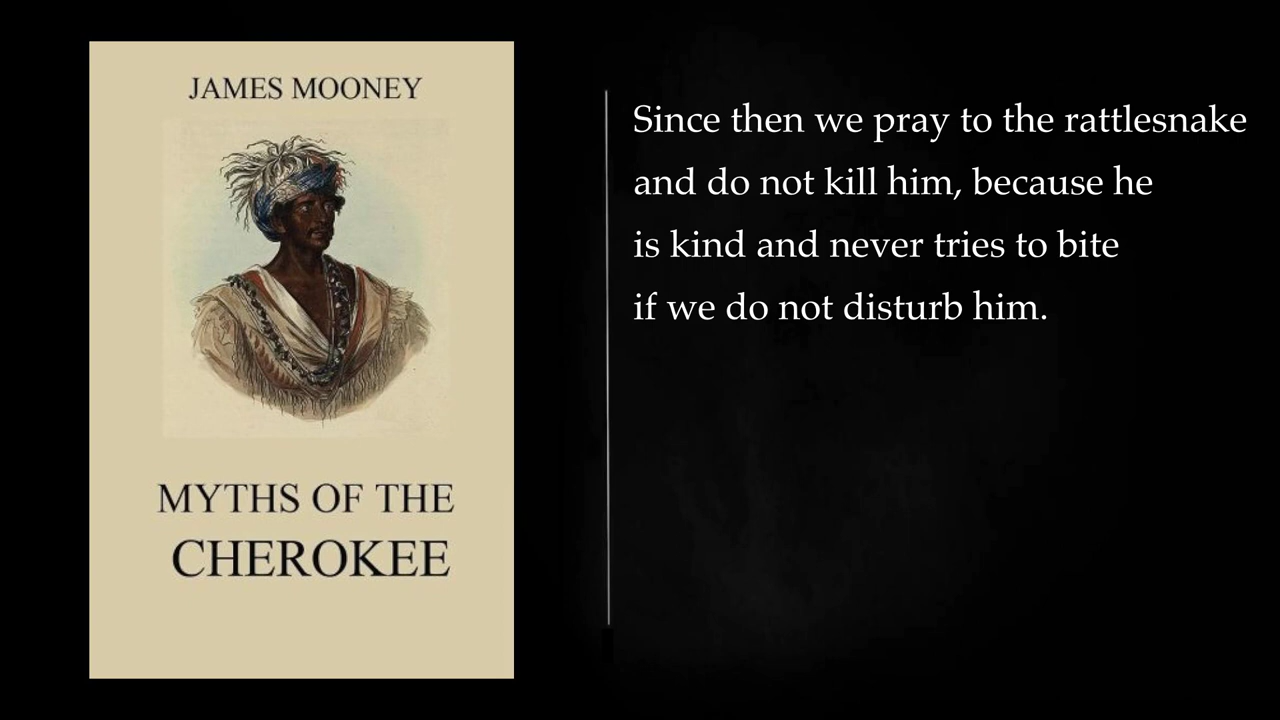 JAMES MOONEY
MYTHS OF THE
CHEROKEE
Since then we pray to the rattlesnake
and do not kill him, because he
is kind and never tries to bite
if we do not disturb him.